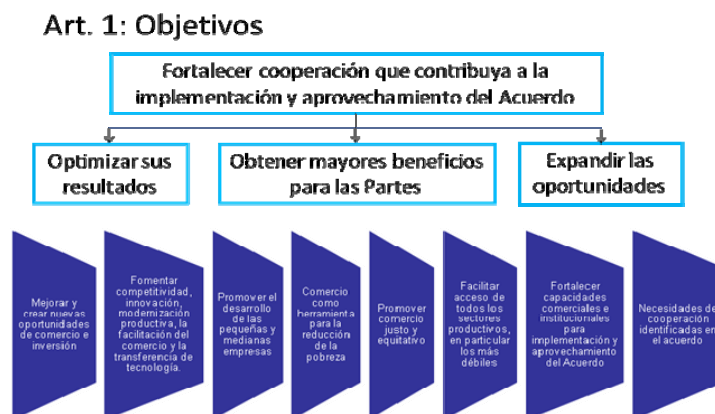 Art. 1: Objetivos
Fortalecer cooperación que contribuya a la
implementación y aprovechamiento del Acuerdo
Optimizar sus
resultados
Obtener mayores beneficios
para las Partes
Expandir las
oportunidades
Mejorar y
crear nuevas
oportunidades
de comercio e
inversión
Fomentar
competitividad,
innovación,
modernización
productiva, la
facilitación del
comercio y la
transferencia de
tecnología.
Promover el
desarrollo de
las pequeñas y
medianas
empresas
Comercio
como
herramienta
para la
reducción
de la
pobreza
Promover
comercio
justo y
equitativo
Facilitar
acceso de
todos los
sectores
productivos,
en particular
los más
débiles
Fortalecer
capacidades
comerciales e
institucionales
para
implementación y
aprovechamiento
del Acuerdo
Necesidades de
cooperación
identificadas en
el acuerdo